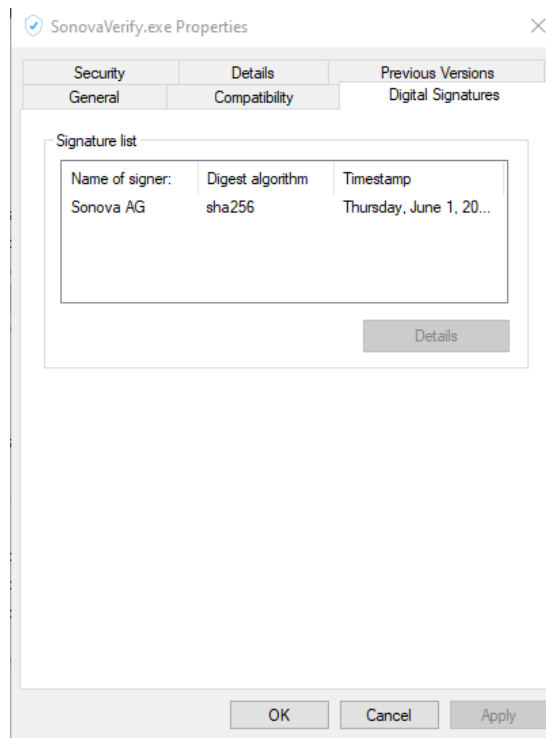 SonovaVerify.exe Properties
Security Details Previous Versions
General Compatibility Digital Signatures
Signature list
Name of signer: Digest algorithm Timestamp
Sonova AG sha256 Thursday, June 1, 20...
Details
OK Cancel Apply